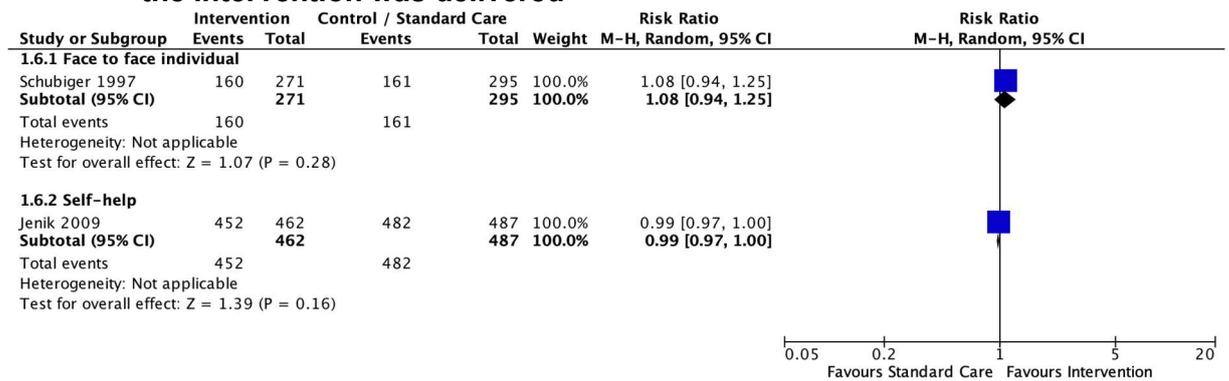 the intervention was delivered
Intervention Control / Standard Care Risk Ratio Risk Ratio
Study or Subgroup Events Total Events Total Weight M-H, Random, 95% CI M-H, Random, 95% CI
1.6.1 Face to face individual
Schubiger 1997 160 271 161 295 100.0% 1.08 [0.94, 1.25]
Subtotal (95% CI) 271 295 100.0% 1.08 [0.94, 1.25]
Total events 160 161
Heterogeneity: Not applicable
Test for overall effect: Z = 1.07 (P = 0.28)
1.6.2 Self-help
Jenik 2009 452 462 482 487 100.0% 0.99 [0.97, 1.00]
Subtotal (95% CI) 462 487 100.0% 0.99 [0.97, 1.00]
Total events 452 482
Heterogeneity: Not applicable
Test for overall effect: Z = 1.39 (P = 0.16)
0.05 0.2 1 5 20
Favours Standard Care Favours Intervention